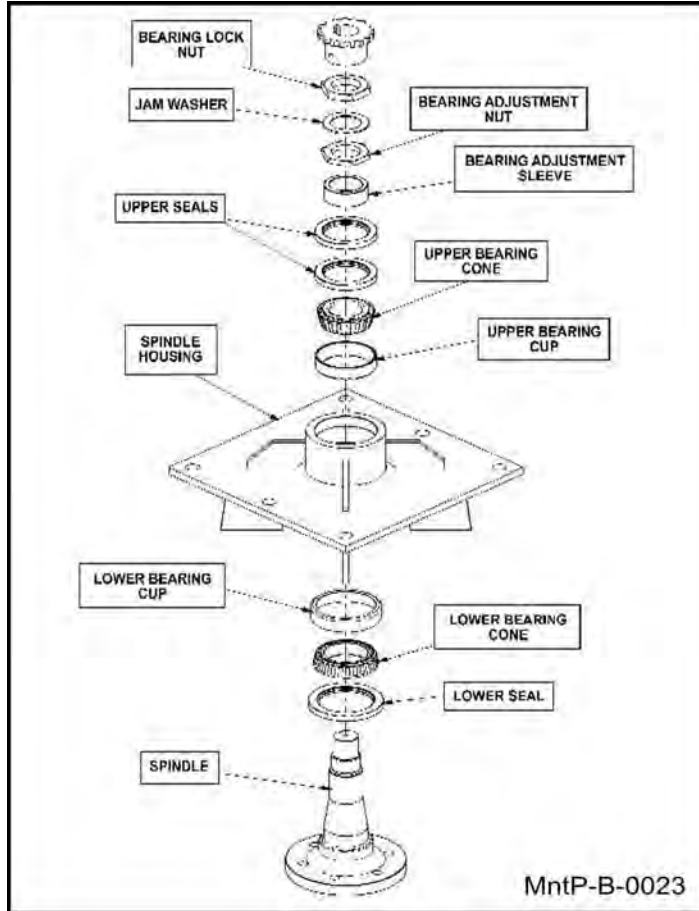 BEARING LOCK
NUT
JAM WASHER
BEARING ADJUSTMENT
NUT
BEARING ADJUSTMENT
SLEEVE
UPPER SEALS
UPPER BEARING
CONE
UPPER BEARING
CUP
SPINDLE
HOUSING
LOWER BEARING
CUP
LOWER BEARING
CONE
LOWER SEAL
SPINDLE
MntP-B-0023